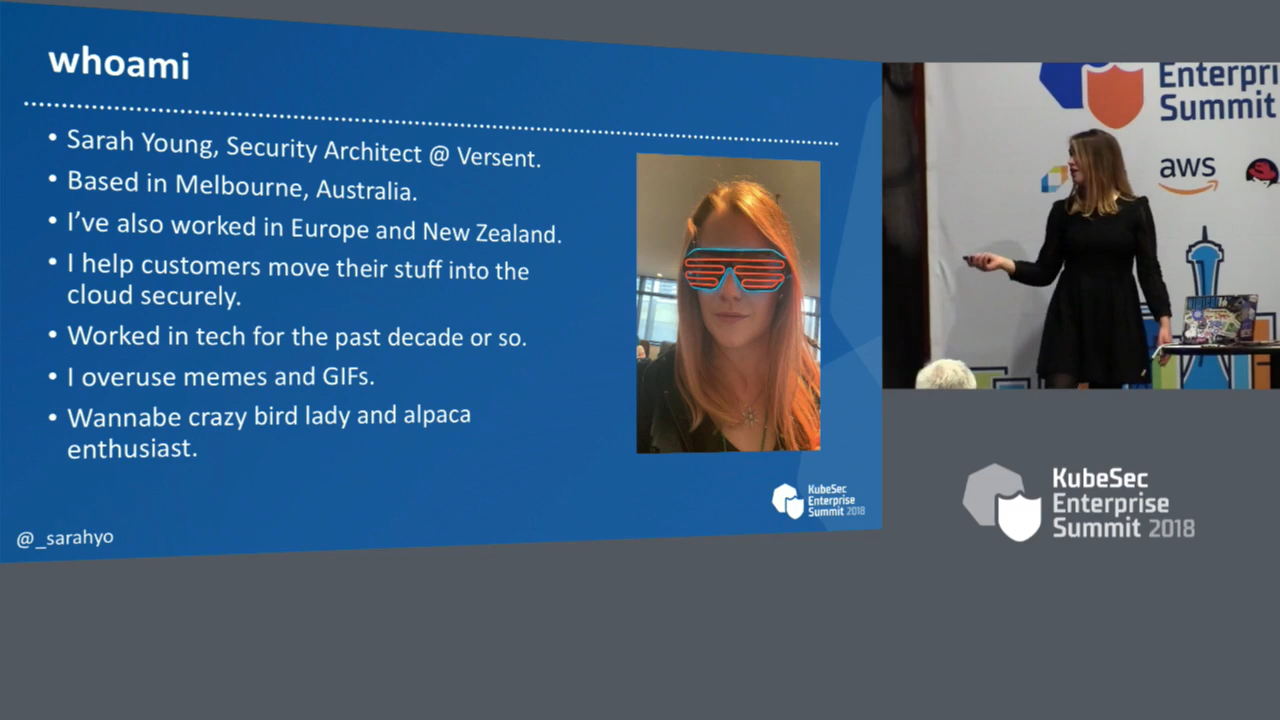 whoami
• Sarah Young, Security Architect @ Versent.
• Based in Melbourne, Australia.
• I've also worked in Europe and New Zealand.
• I help customers move their stuff into the
cloud securely.
• Worked in tech for the past decade or so.
• I overuse memes and GIFs.
• Wannabe crazy bird lady and alpaca
enthusiast.
@_sarahyo
KubeSec
Enterprise
Summit 2018
Enterpri
Summit
aws
KubeSec
Enterprise
Summit 2018